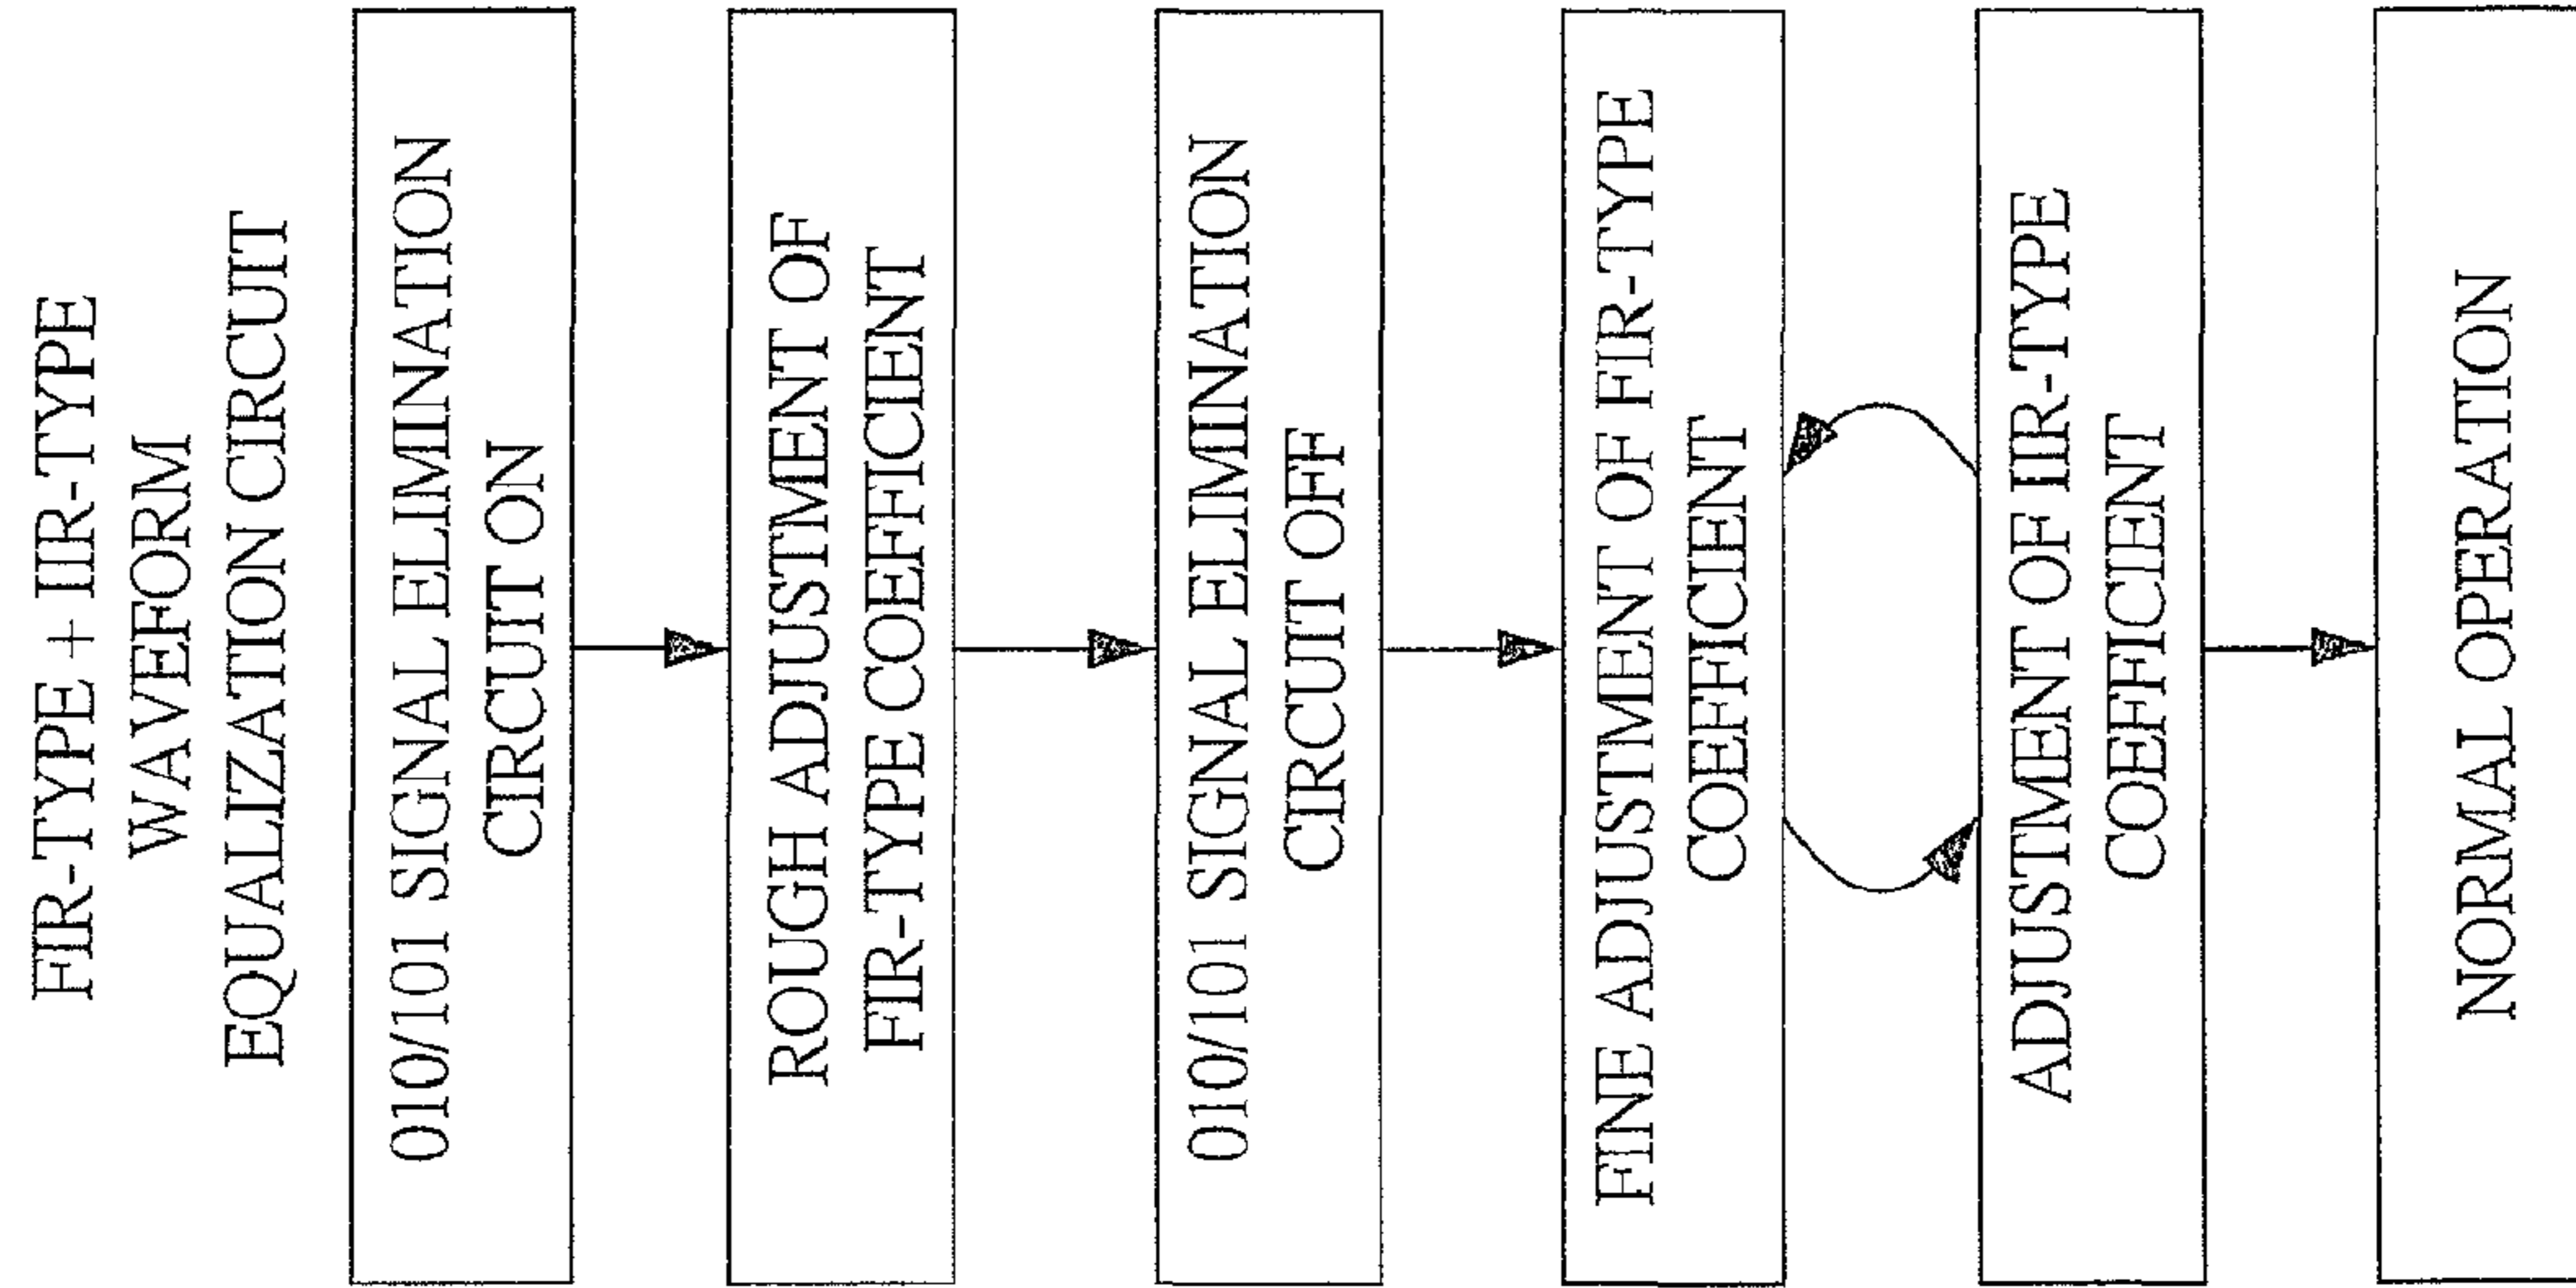 FIR-TYPE + IIR-TYPE
WAVEFORM
EQUALIZATION CIRCUIT
010/101 SIGNAL ELIMINATION
CIRCUIT ON
ROUGH ADJUSTMENT OF
FIR-TYPE COEFFICIENT
010/101 SIGNAL ELIMINATION
CIRCUIT OFF
FINE ADJUSTMENT OF FIR-TYPE
COEFFICIENT
ADJUSTMENT OF IIR-TYPE
COEFFICIENT
NORMAL OPERATION